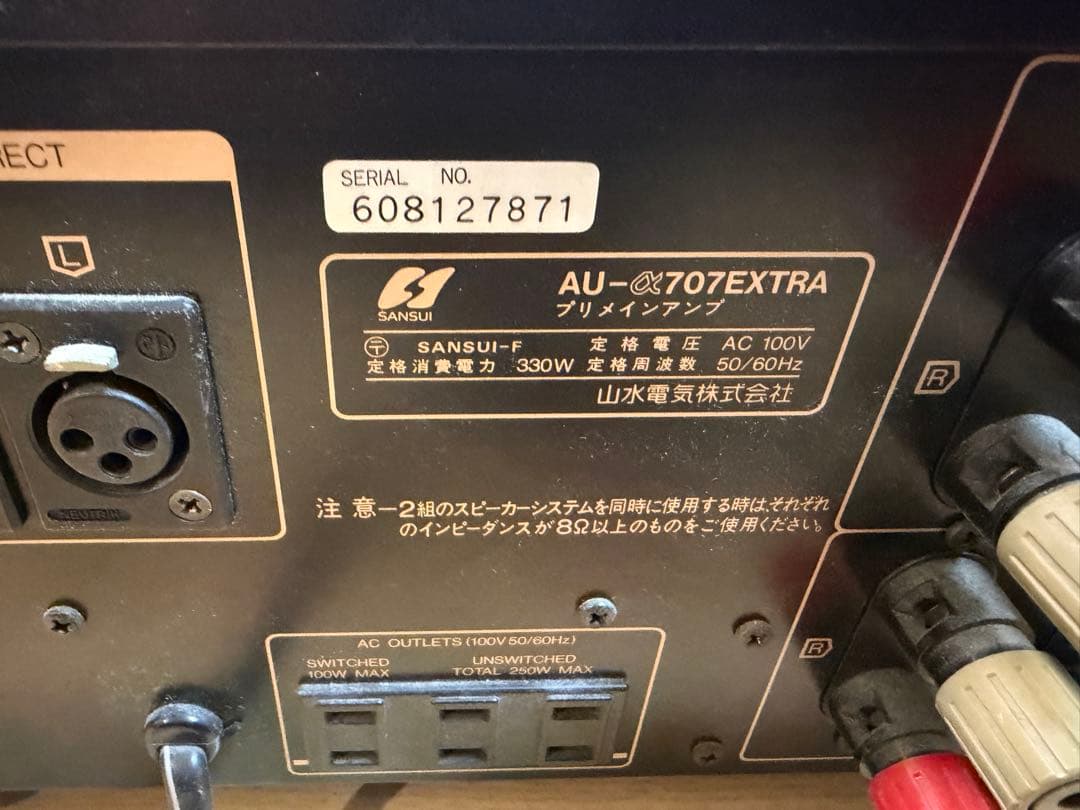 RECT
L
SERIAL NO.
608127871
SANSUI
AU-α707EXTRA
プリメインアンプ
〒 SANSUI-F 定格電圧 AC 100V
定格消費電力 330W 定格周波数 50/60Hz
山水電気株式会社
R
NEUTRIK
注意ー2組のスピーカーシステムを同時に使用する時は、それぞれ
のインピーダンスが8Ω以上のものをご使用ください。
AC OUTLETS (100V 50/60Hz)
SWITCHED
100W MAX
UNSWITCHED
TOTAL 250W MAX
R